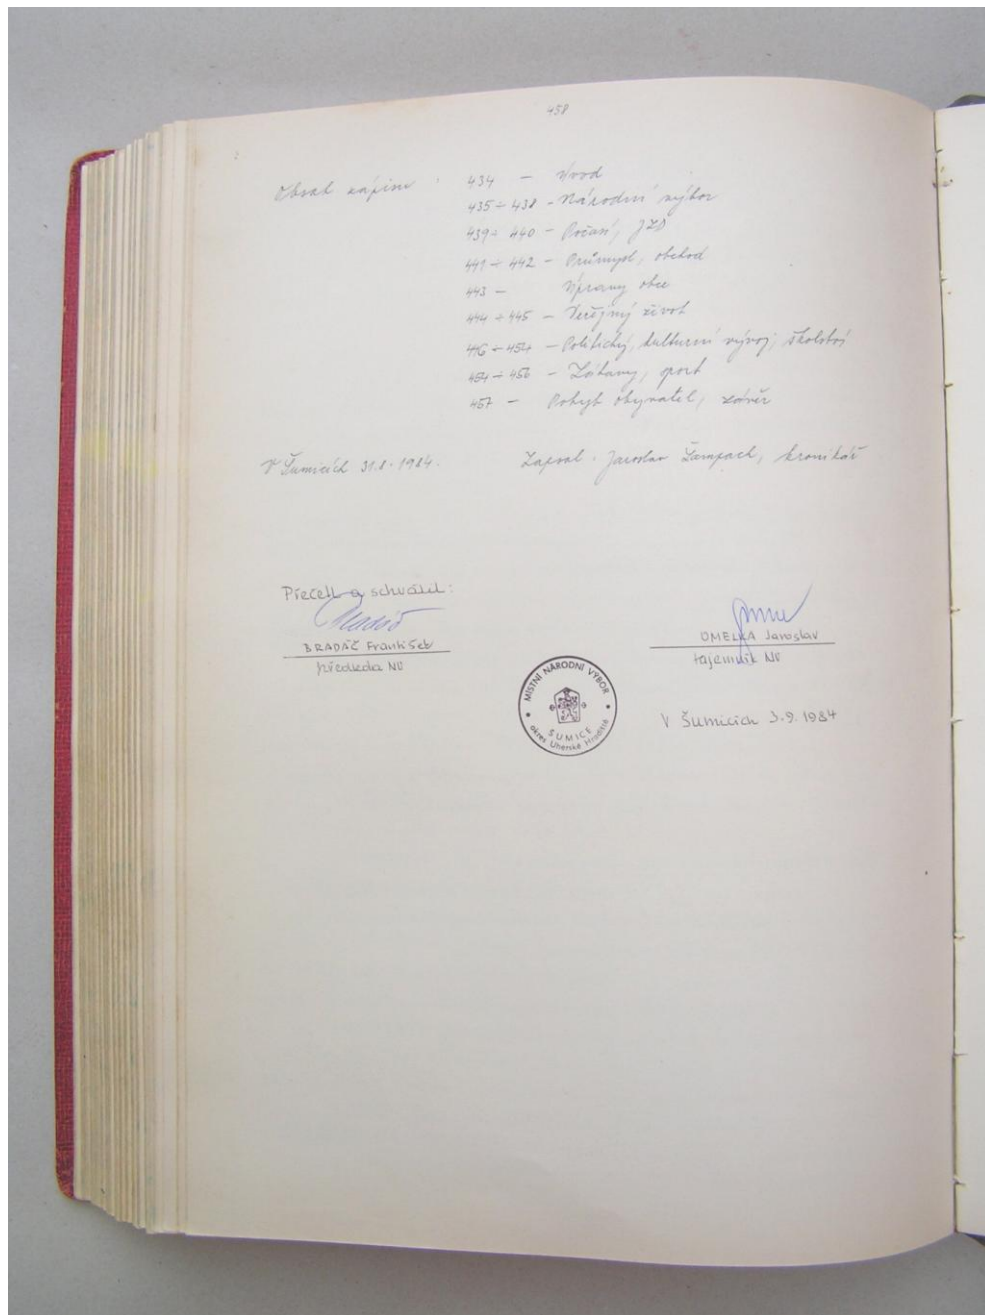 458
Obsah zápisu : 434 - Úvod
435 ÷ 438 - Národní výbor
439 ÷ 440 - Počasí, JZD
441 ÷ 442 - Průmysl, obchod
443 - Úpravy obce
444 ÷ 445 - Veřejný život
446 ÷ 454 - Politický, kulturní vývoj, školství
454 ÷ 456 - Zábavy, sport
457 - Pohyb obyvatel, závěr
V Šumicích 31.8.1984. Zapsal. Jaroslav kronikář
Přečetl a schválil:
BRADÁČ František
předseda NV
OMELKA Jaroslav
tajemník NV
MÍSTNÍ NÁRODNÍ VÝBOR
ŠUMICE
okres Uherské Hradiště
V Šumicích 3.9.1984